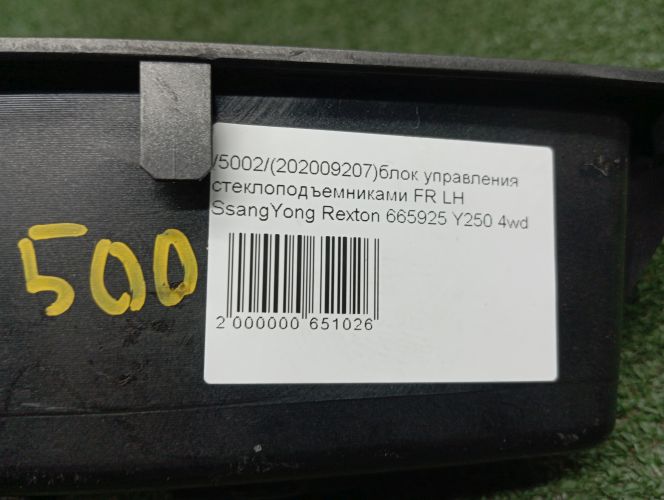 /5002/(202009207)блок управления
стеклоподъемниками FR LH
SsangYong Rexton 665925 Y250 4wd
2 000000 651026
500